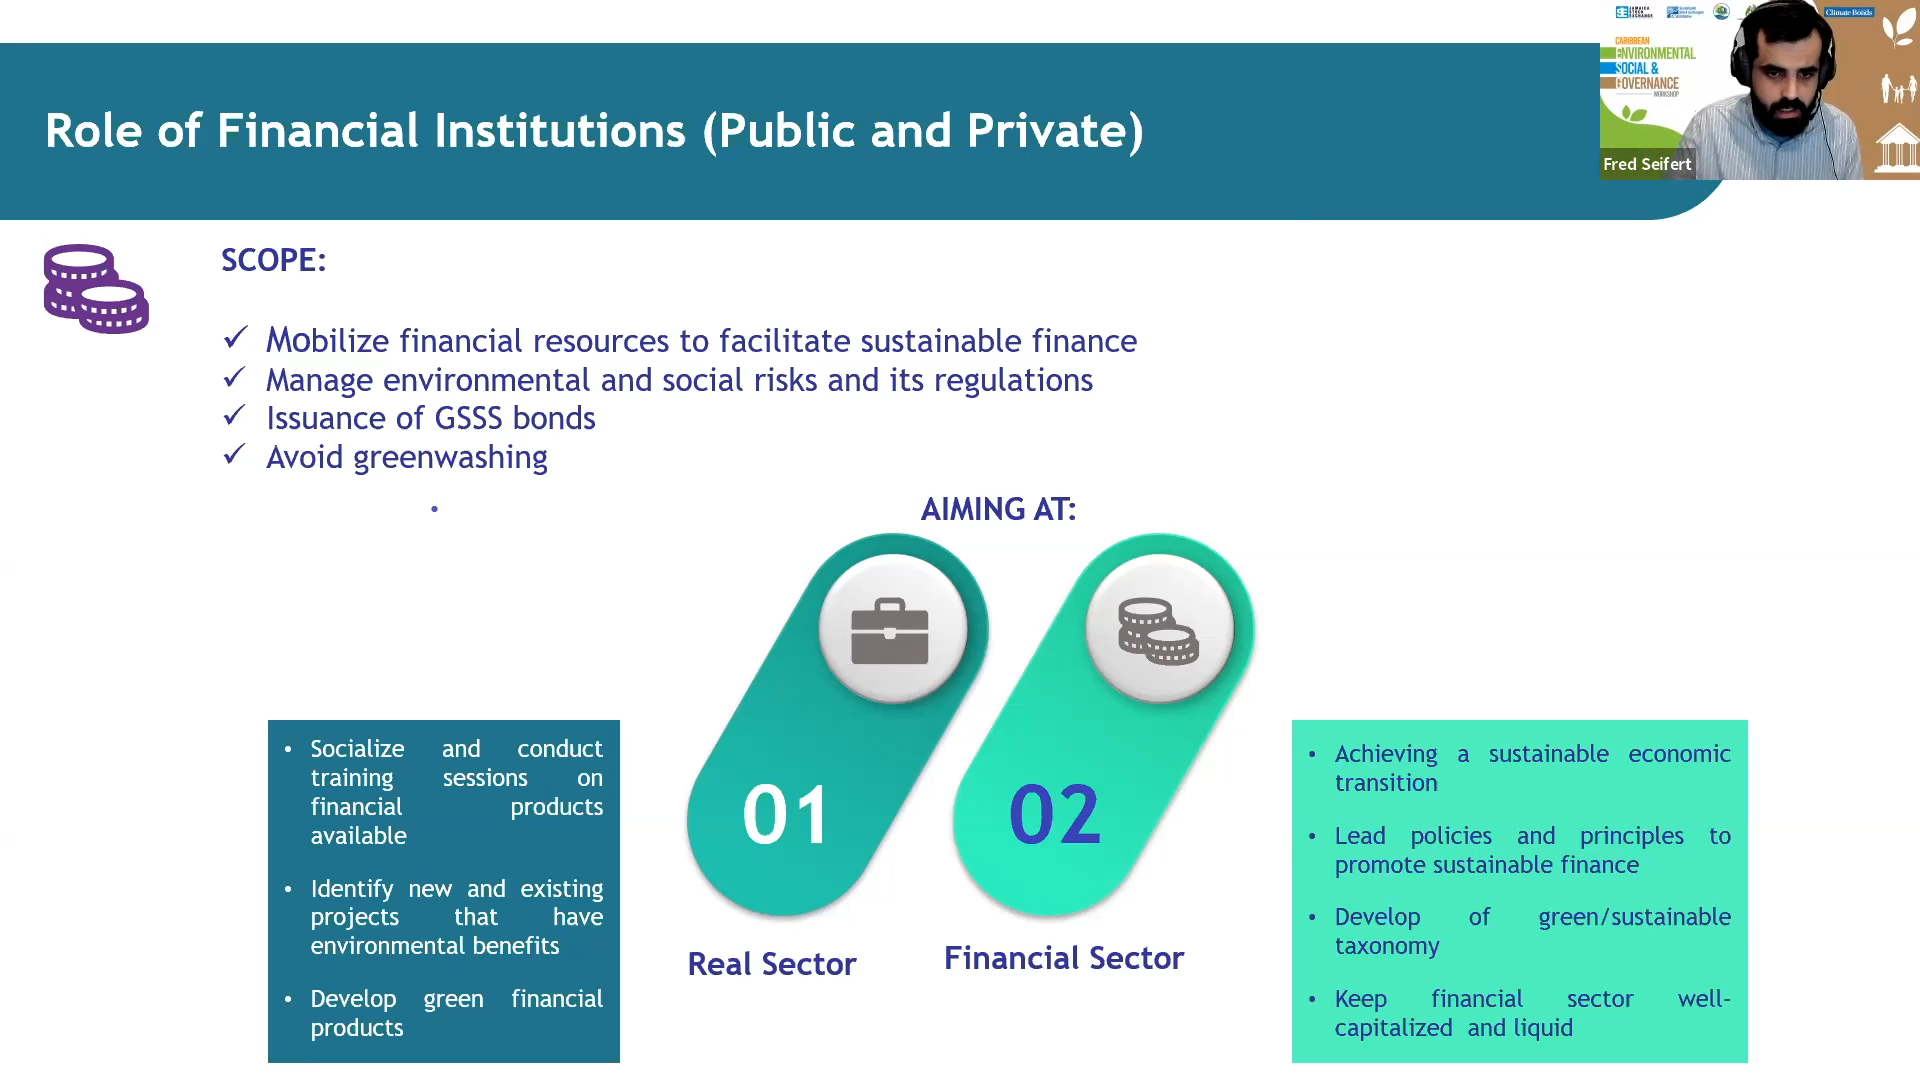 JAMAICA
STOCK
EXCHANGE
Climate Bonds
CARIBBEAN
ENVIRONMENTAL
SOCIAL &
GOVERNANCE
WORKSHOP
Fred Seifert
Role of Financial Institutions (Public and Private)
SCOPE:
✓ Mobilize financial resources to facilitate sustainable finance
✓ Manage environmental and social risks and its regulations
✓ Issuance of GSSS bonds
✓ Avoid greenwashing
•
AIMING AT:
• Socialize and conduct
training sessions on
financial products
available
• Identify new and existing
projects that have
environmental benefits
• Develop green financial
products
01
Real Sector
02
Financial Sector
• Achieving a sustainable economic
transition
• Lead policies and principles to
promote sustainable finance
• Develop of green/sustainable
taxonomy
• Keep financial sector well-
capitalized and liquid